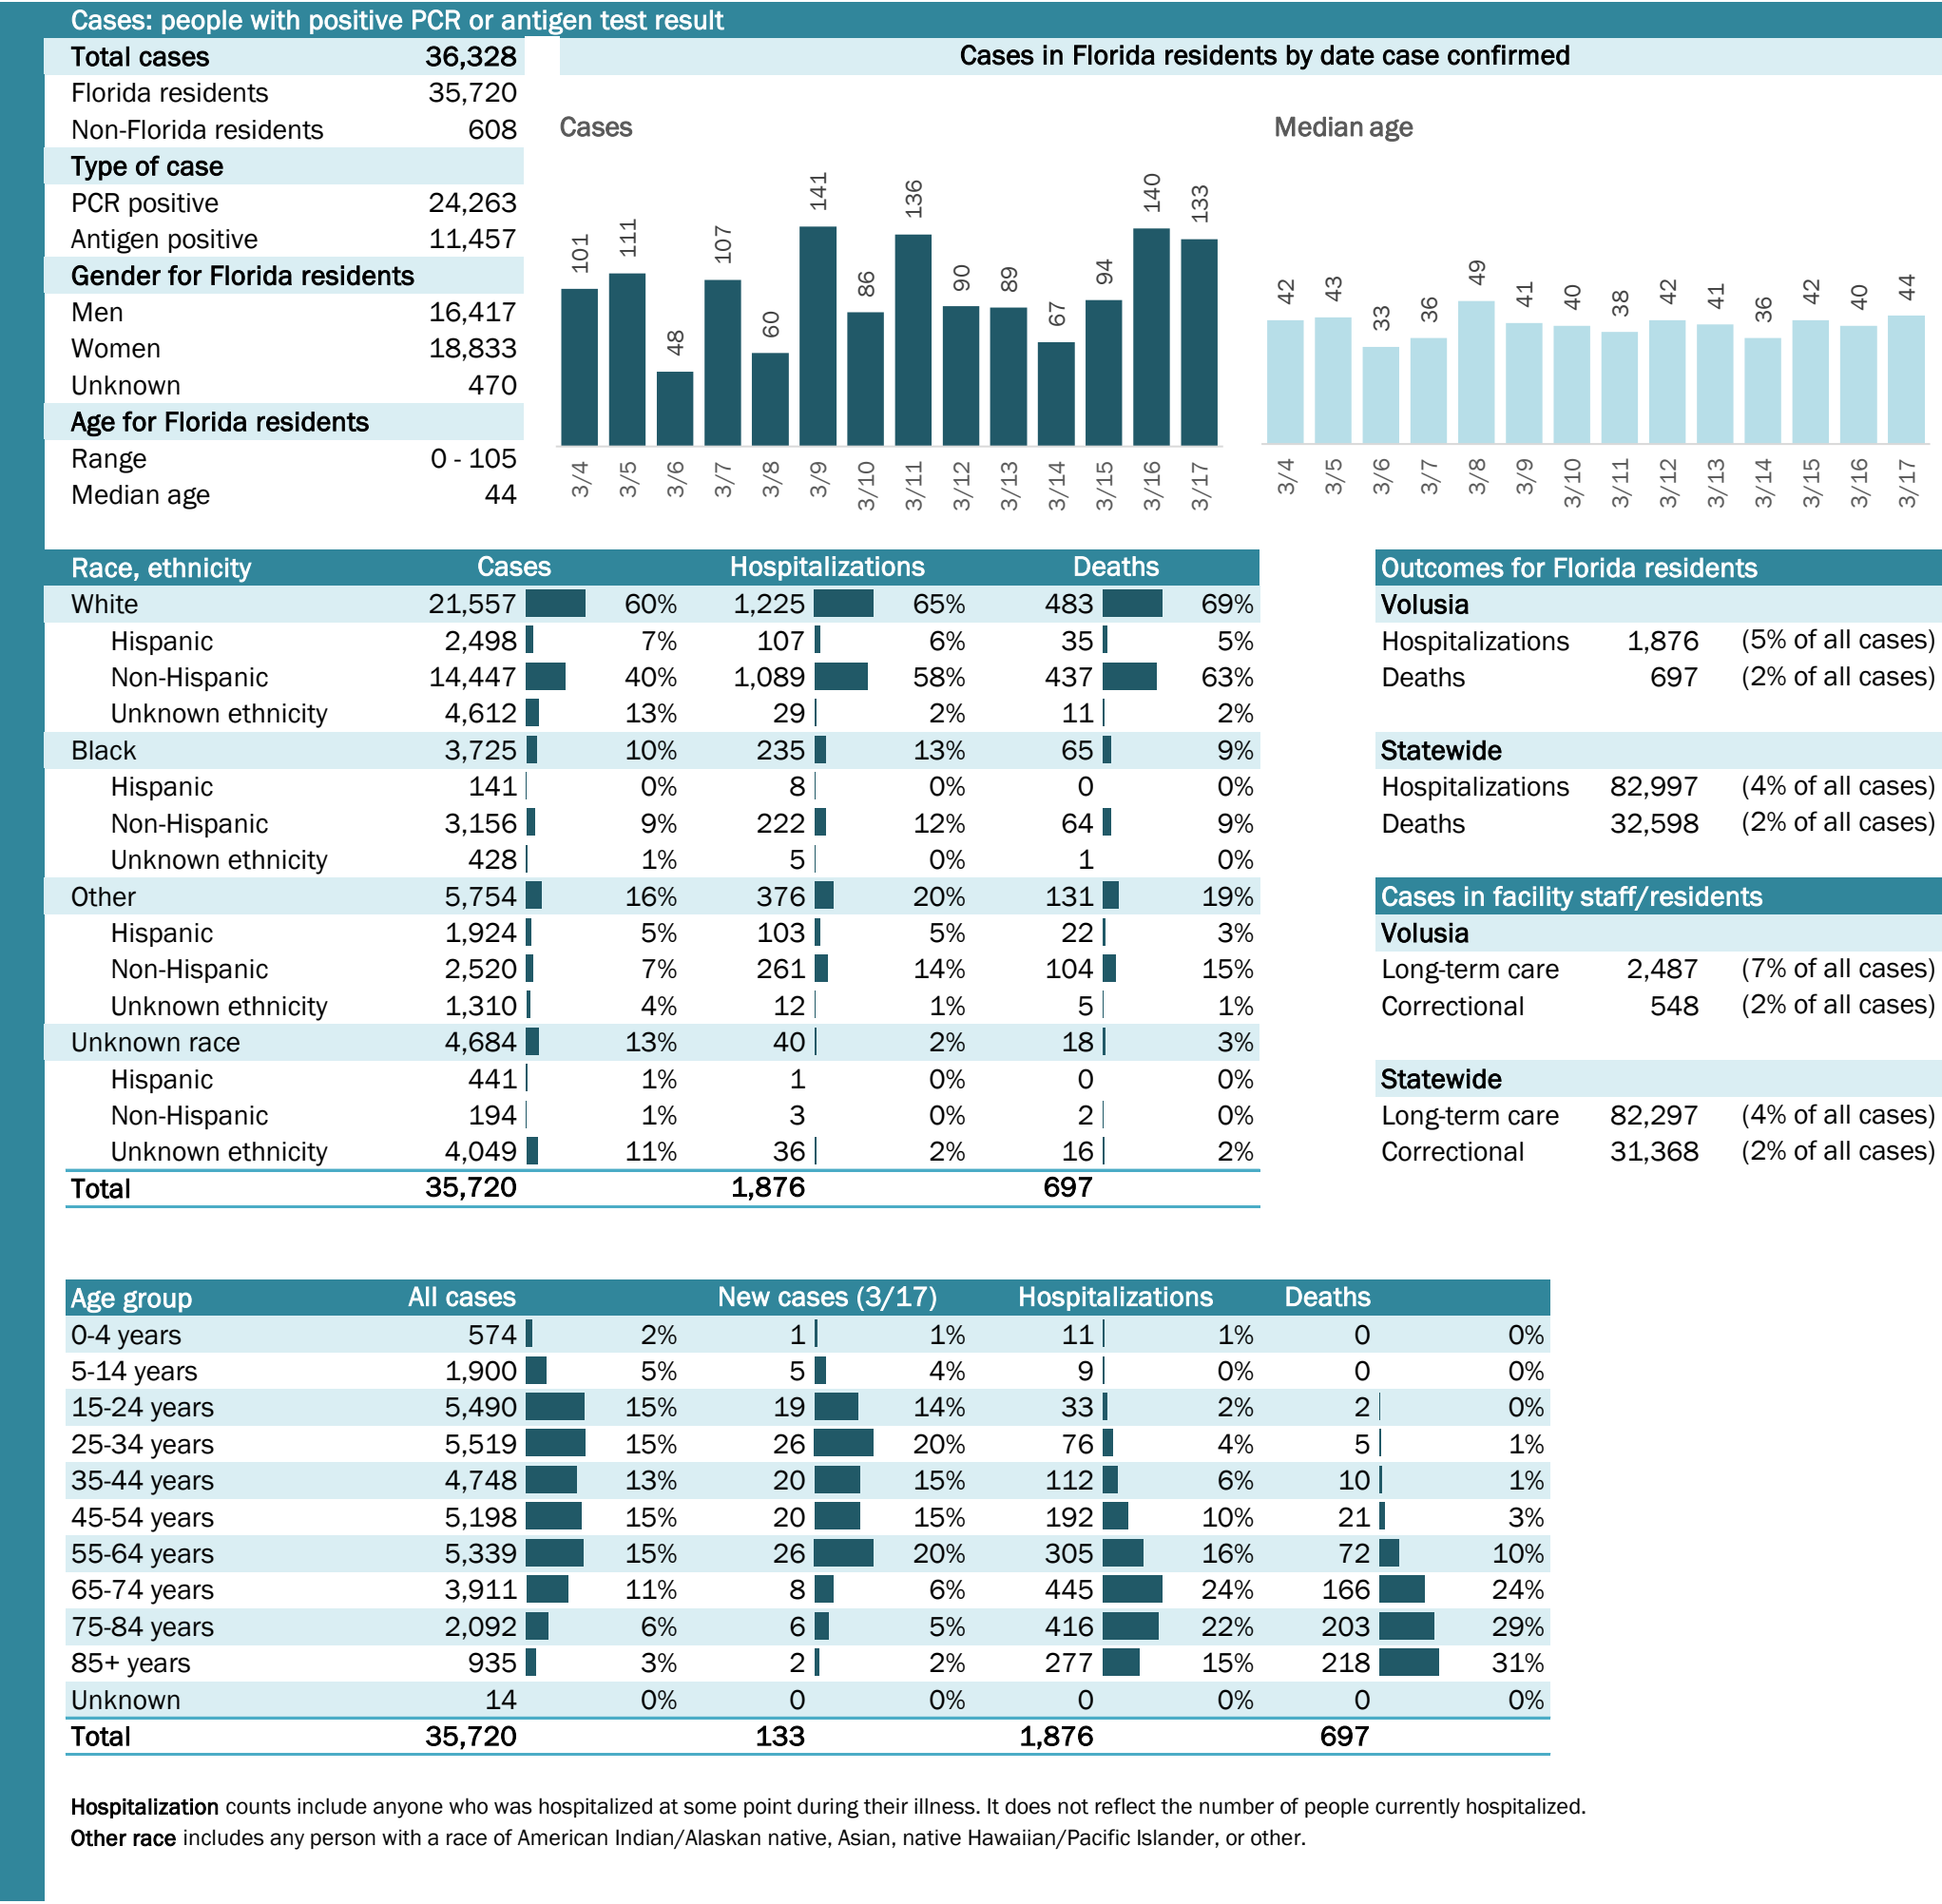 Cases: people with positive PCR or antigen test result
Total cases 36,328
Florida residents 35,720
Non-Florida residents 608
Type of case
PCR positive 24,263
Antigen positive 11,457
Gender for Florida residents
Men 16,417
Women 18,833
Unknown 470
Age for Florida residents
Range 0 - 105
Median age 44
Cases in Florida residents by date case confirmed
Cases
101 111 48 107 60 141 86 136 90 89 67 94 140 133
3/4 3/5 3/6 3/7 3/8 3/9 3/10 3/11 3/12 3/13 3/14 3/15 3/16 3/17
Median age
42 43 33 36 49 41 40 38 42 41 36 42 40 44
3/4 3/5 3/6 3/7 3/8 3/9 3/10 3/11 3/12 3/13 3/14 3/15 3/16 3/17
Race, ethnicity Cases Hospitalizations Deaths
White 21,557 60% 1,225 65% 483 69%
Hispanic 2,498 7% 107 6% 35 5%
Non-Hispanic 14,447 40% 1,089 58% 437 63%
Unknown ethnicity 4,612 13% 29 2% 11 2%
Black 3,725 10% 235 13% 65 9%
Hispanic 141 0% 8 0% 0 0%
Non-Hispanic 3,156 9% 222 12% 64 9%
Unknown ethnicity 428 1% 5 0% 1 0%
Other 5,754 16% 376 20% 131 19%
Hispanic 1,924 5% 103 5% 22 3%
Non-Hispanic 2,520 7% 261 14% 104 15%
Unknown ethnicity 1,310 4% 12 1% 5 1%
Unknown race 4,684 13% 40 2% 18 3%
Hispanic 441 1% 1 0% 0 0%
Non-Hispanic 194 1% 3 0% 2 0%
Unknown ethnicity 4,049 11% 36 2% 16 2%
Total 35,720 1,876 697
Outcomes for Florida residents
Volusia
Hospitalizations 1,876 (5% of all cases)
Deaths 697 (2% of all cases)
Statewide
Hospitalizations 82,997 (4% of all cases)
Deaths 32,598 (2% of all cases)
Cases in facility staff/residents
Volusia
Long-term care 2,487 (7% of all cases)
Correctional 548 (2% of all cases)
Statewide
Long-term care 82,297 (4% of all cases)
Correctional 31,368 (2% of all cases)
Age group All cases New cases (3/17) Hospitalizations Deaths
0-4 years 574 2% 1 1% 11 1% 0 0%
5-14 years 1,900 5% 5 4% 9 0% 0 0%
15-24 years 5,490 15% 19 14% 33 2% 2 0%
25-34 years 5,519 15% 26 20% 76 4% 5 1%
35-44 years 4,748 13% 20 15% 112 6% 10 1%
45-54 years 5,198 15% 20 15% 192 10% 21 3%
55-64 years 5,339 15% 26 20% 305 16% 72 10%
65-74 years 3,911 11% 8 6% 445 24% 166 24%
75-84 years 2,092 6% 6 5% 416 22% 203 29%
85+ years 935 3% 2 2% 277 15% 218 31%
Unknown 14 0% 0 0% 0 0% 0 0%
Total 35,720 133 1,876 697
Hospitalization counts include anyone who was hospitalized at some point during their illness. It does not reflect the number of people currently hospitalized.
Other race includes any person with a race of American Indian/Alaskan native, Asian, native Hawaiian/Pacific Islander, or other.